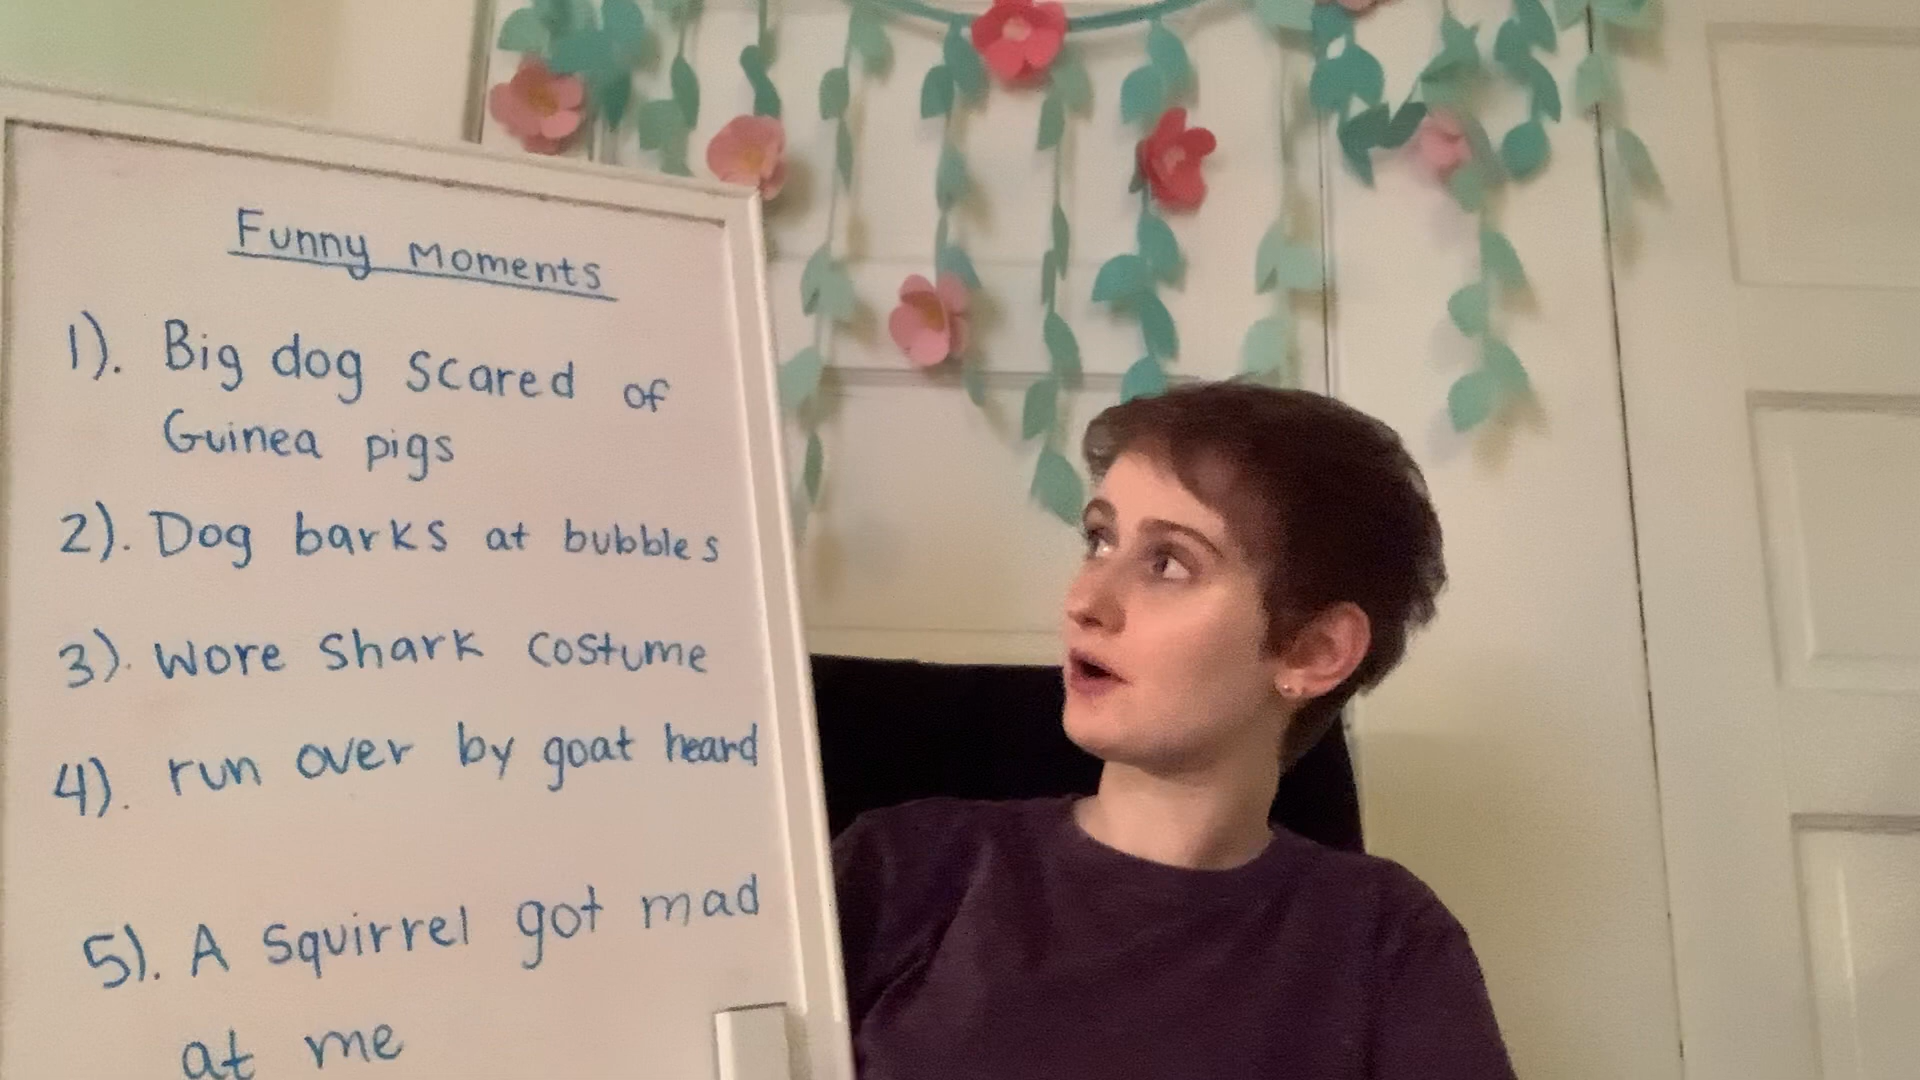 Funny Moments
1). Big dog scared of
Guinea pigs
2). Dog barks at bubbles
3). wore shark costume
4). run over by goat heard
5). A squirrel got mad
at me